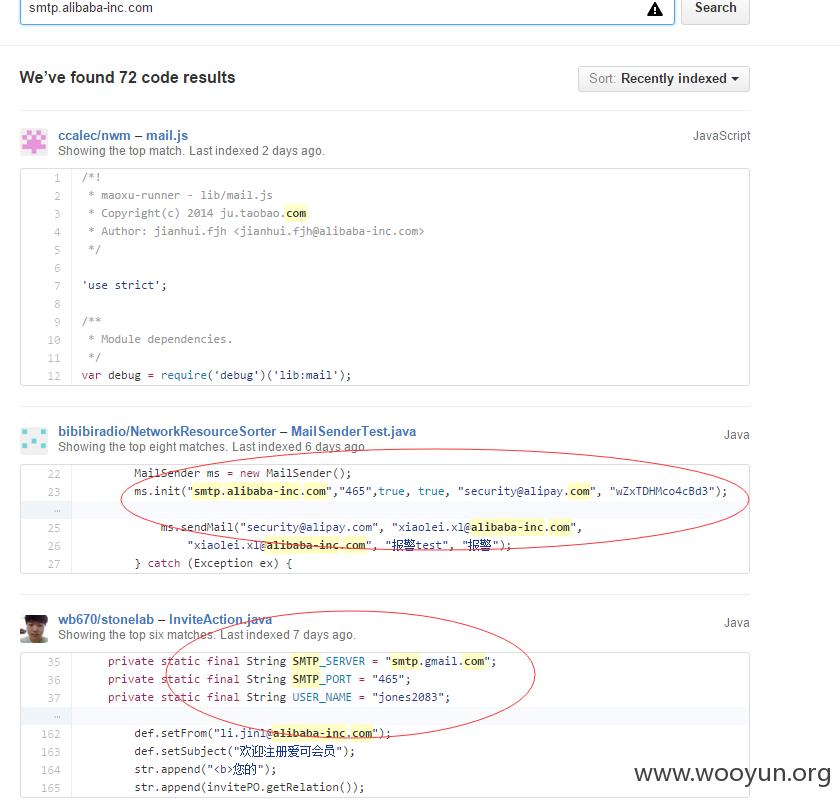 smtp.alibaba-inc.com
Search
We've found 72 code results
Sort: Recently indexed
ccalec/nwm – mail.js
JavaScript
Showing the top match. Last indexed 2 days ago.
1 /*!
2 * maoxu-runner - lib/mail.js
3 * Copyright(c) 2014 ju.taobao.com
4 * Author: jianhui.fjh <jianhui.fjh@alibaba-inc.com>
5 */
6
7 'use strict';
8
9 /**
10 * Module dependencies.
11 */
12 var debug = require('debug')('lib:mail');
bibibiradio/NetworkResourceSorter – MailSenderTest.java
Java
Showing the top eight matches. Last indexed 6 days ago.
22 MailSender ms = new MailSender();
23 ms.init("smtp.alibaba-inc.com","465",true, true, "security@alipay.com", "wZxTDHMco4cBd3");
…
25 ms.sendMail("security@alipay.com", "xiaolei.xl@alibaba-inc.com",
26 "xiaolei.xl@alibaba-inc.com", "报警test", "报警");
27 } catch (Exception ex) {
wb670/stonelab – InviteAction.java
Java
Showing the top six matches. Last indexed 7 days ago.
35 private static final String SMTP_SERVER = "smtp.gmail.com";
36 private static final String SMTP_PORT = "465";
37 private static final String USER_NAME = "jones2083";
…
162 def.setFrom("li.jinl@alibaba-inc.com");
163 def.setSubject("欢迎注册爱可会员");
164 str.append("<b>您的");
165 str.append(invitePO.getRelation());
www.wooyun.org